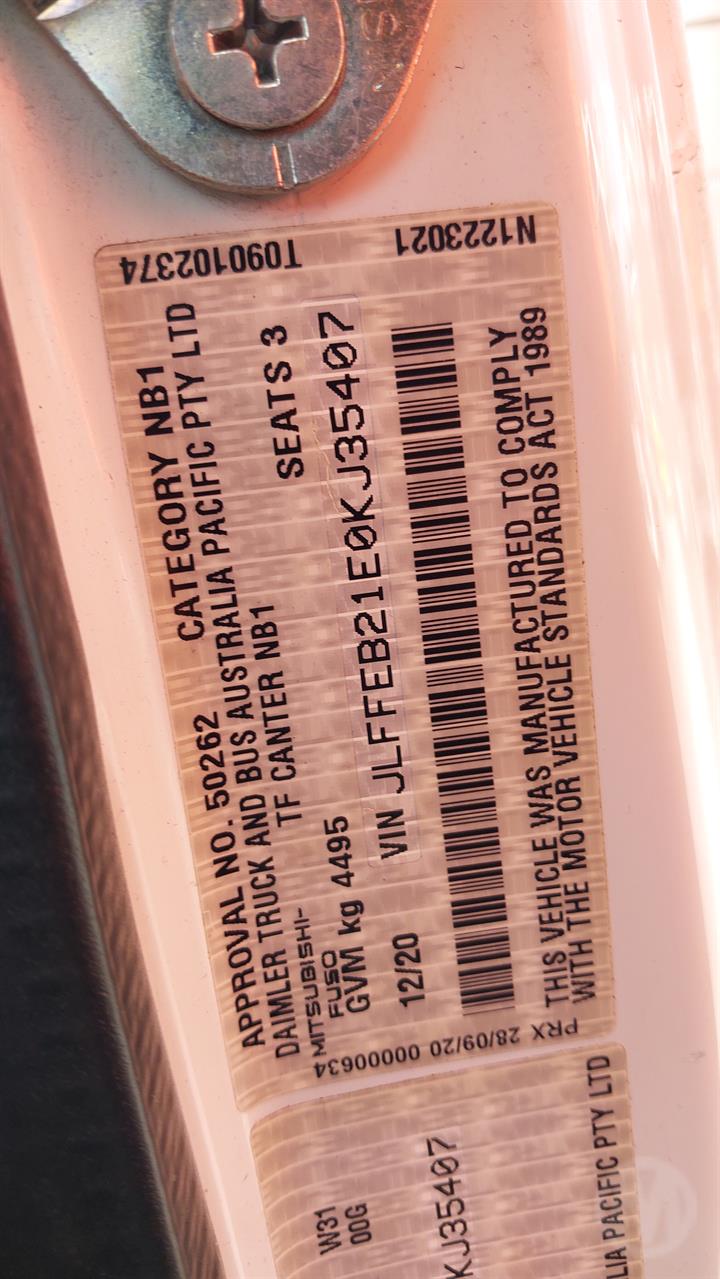 T090102374
N1223021
APPROVAL NO. 50262 CATEGORY NB1
DAIMLER TRUCK AND BUS AUSTRALIA PACIFIC PTY LTD
MITSUBISHI-
FUSO
TF CANTER NB1
GVM kg 4495 SEATS 3
12/20 VIN JLFFEB21E0KJ35407
THIS VEHICLE WAS MANUFACTURED TO COMPLY
WITH THE MOTOR VEHICLE STANDARDS ACT 1989
PRX 28/09/20 00000634
W31
00G
KJ35407
LIA PACIFIC PTY LTD